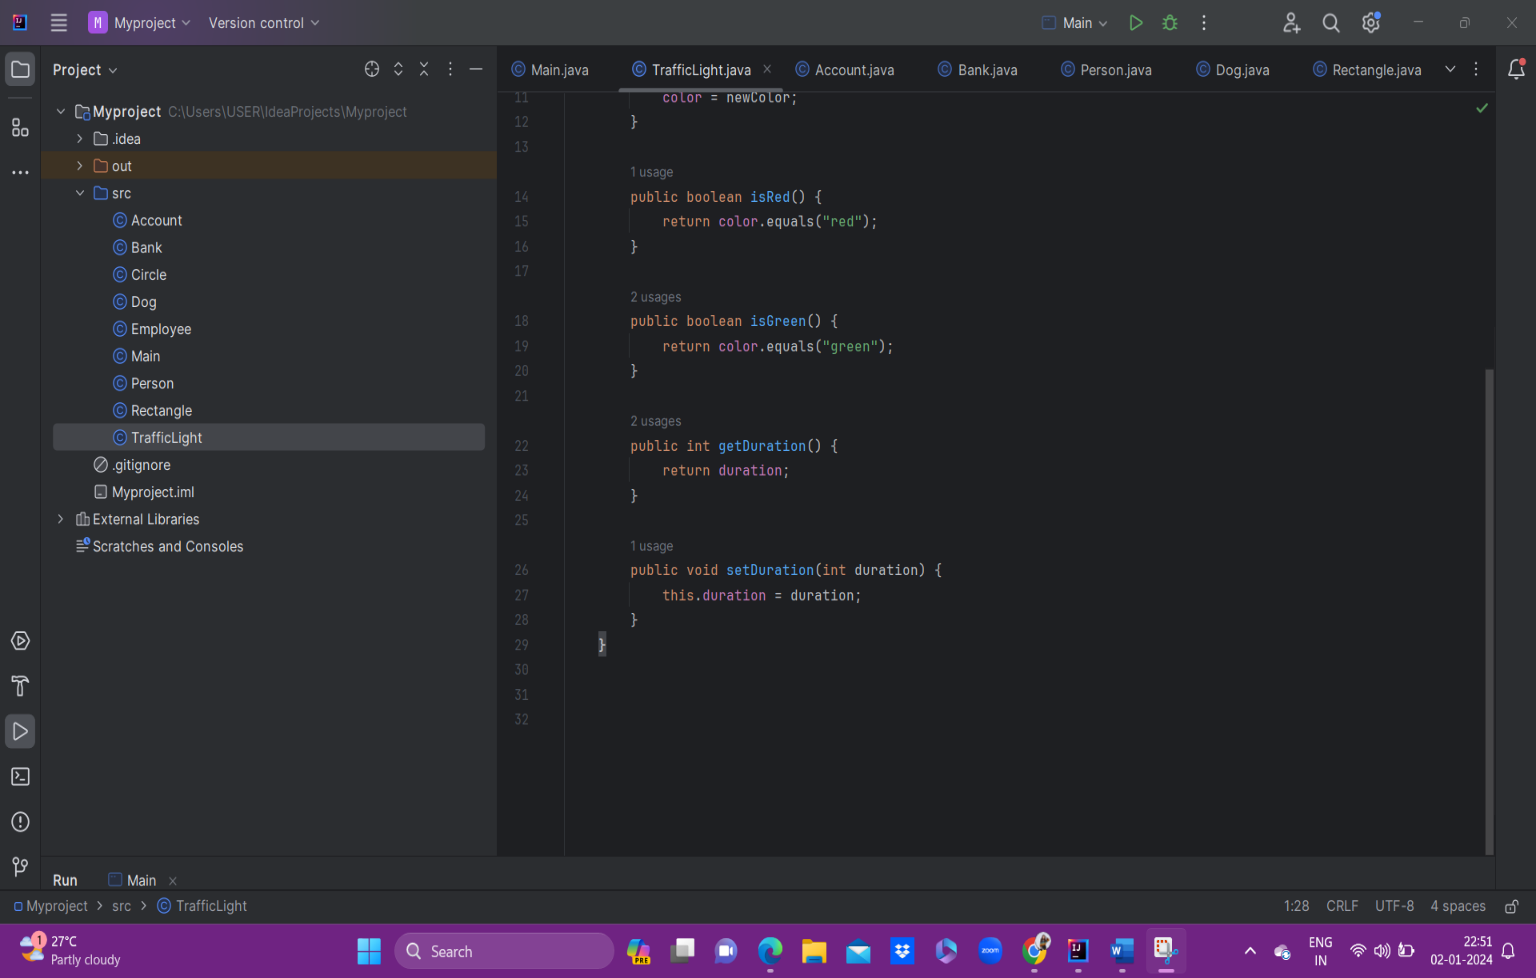 M Myproject Version control Main
Project
Main.java TrafficLight.java Account.java Bank.java Person.java Dog.java Rectangle.java
Myproject C:\Users\USER\IdeaProjects\Myproject
.idea
out
src
Account
Bank
Circle
Dog
Employee
Main
Person
Rectangle
TrafficLight
.gitignore
Myproject.iml
External Libraries
Scratches and Consoles
11 color = newColor;
12 }
13
1 usage
14 public boolean isRed() {
15 return color.equals("red");
16 }
17
2 usages
18 public boolean isGreen() {
19 return color.equals("green");
20 }
21
2 usages
22 public int getDuration() {
23 return duration;
24 }
25
1 usage
26 public void setDuration(int duration) {
27 this.duration = duration;
28 }
29 }
30
31
32
Run Main
Myproject > src > TrafficLight 1:28 CRLF UTF-8 4 spaces
1 27°C
Partly cloudy
Search
PRE
zoom
ENG
IN
22:51
02-01-2024